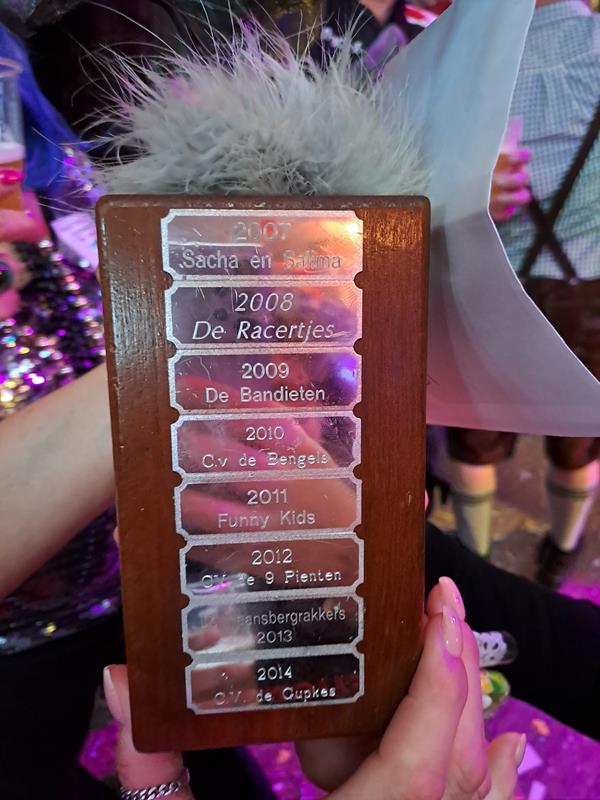 2007
Sacha en Salima
2008
De Racertjes
2009
De Bandieten
2010
C.v de Bengels
2011
Funny Kids
2012
9 Pienten
2013
2014
C.V. de Cupkes